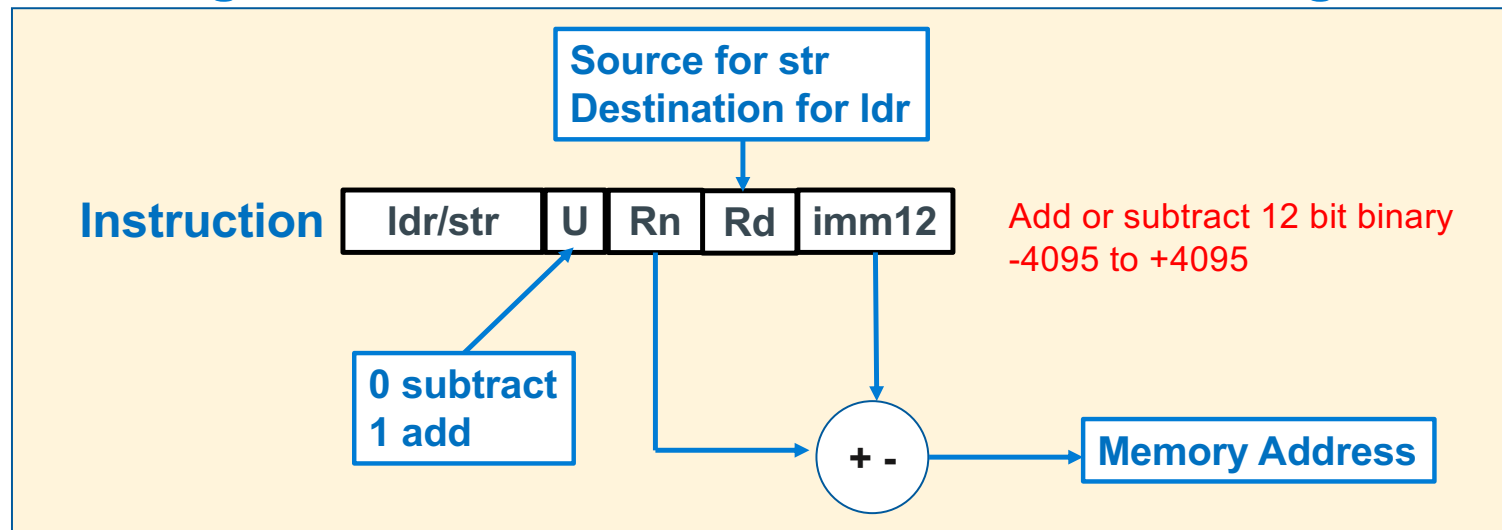 Source for str
Destination for ldr
Instruction
ldr/str U Rn Rd imm12
Add or subtract 12 bit binary
-4095 to +4095
0 subtract
1 add
+ -
Memory Address